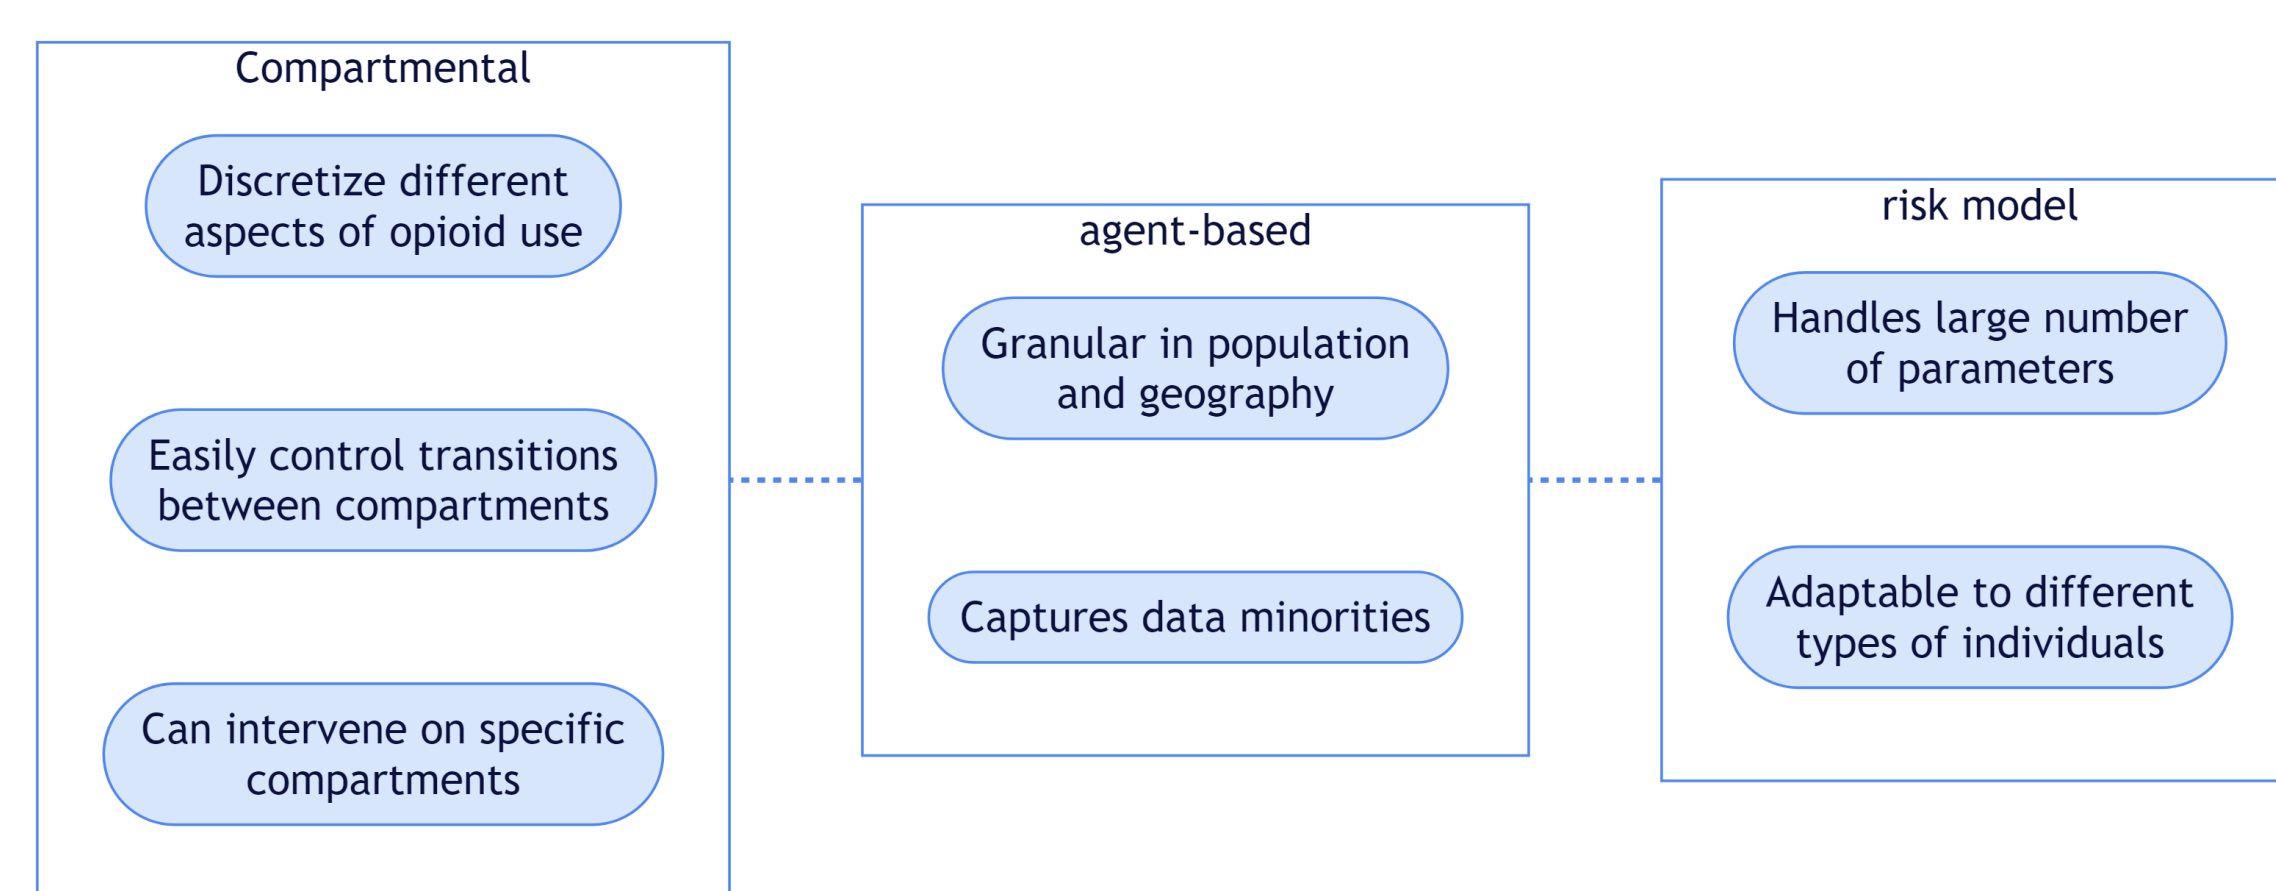 Compartmental
Discretize different
aspects of opioid use
Easily control transitions
between compartments
Can intervene on specific
compartments
agent-based
Granular in population
and geography
Captures data minorities
risk model
Handles large number
of parameters
Adaptable to different
types of individuals